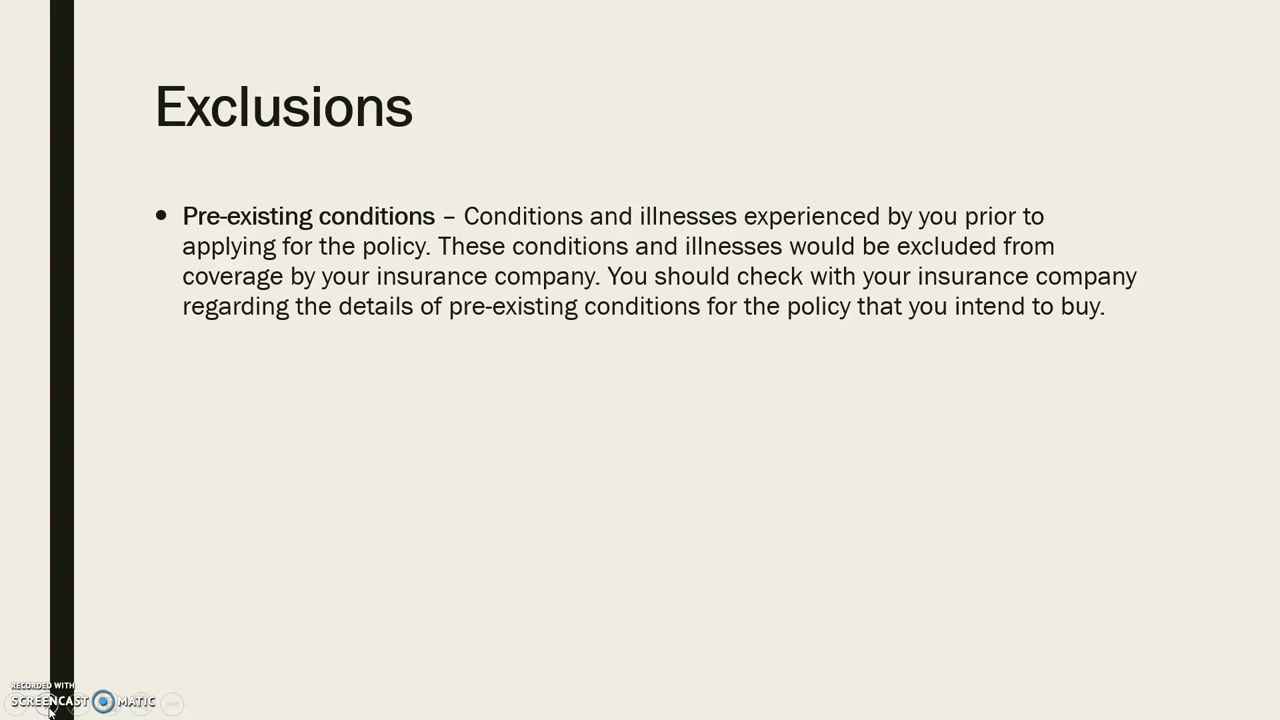 Exclusions
• Pre-existing conditions – Conditions and illnesses experienced by you prior to
applying for the policy. These conditions and illnesses would be excluded from
coverage by your insurance company. You should check with your insurance company
regarding the details of pre-existing conditions for the policy that you intend to buy.
RECORDED WITH
SCREENCAST MATIC